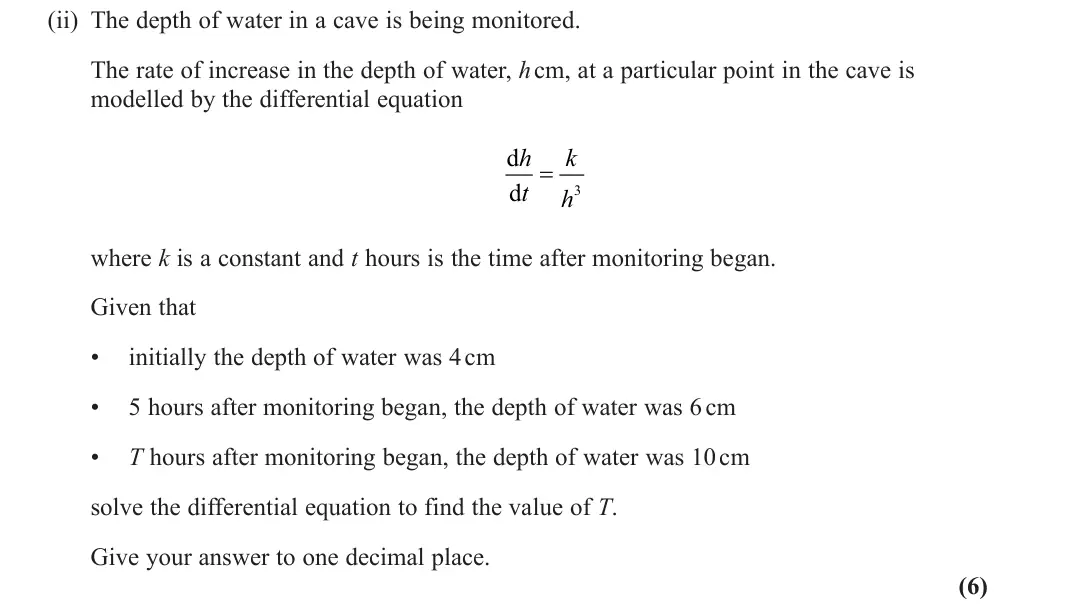 (ii) The depth of water in a cave is being monitored.
The rate of increase in the depth of water, h cm, at a particular point in the cave is
modelled by the differential equation
dh/dt = k/h³
where k is a constant and t hours is the time after monitoring began.
Given that
• initially the depth of water was 4 cm
• 5 hours after monitoring began, the depth of water was 6 cm
• T hours after monitoring began, the depth of water was 10 cm
solve the differential equation to find the value of T.
Give your answer to one decimal place.
(6)